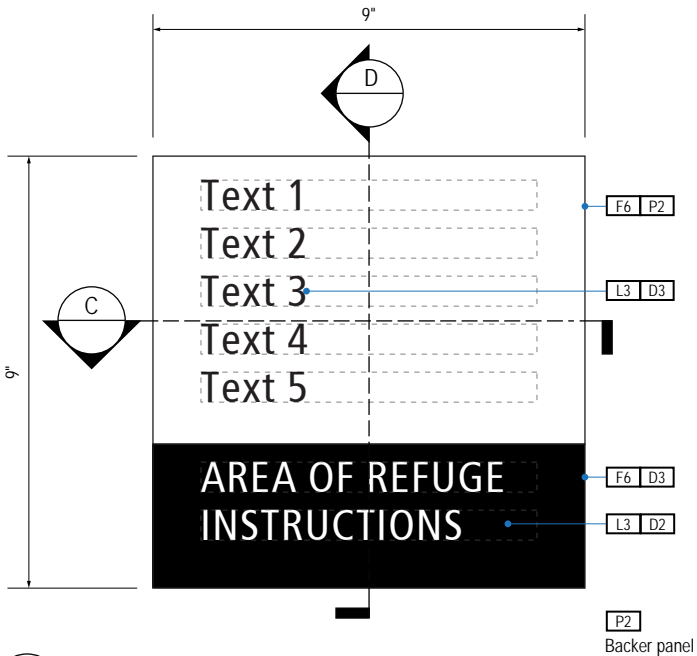 9"
D
Text 1
F6 P2
Text 2
Text 3
L3 D3
C
Text 4
9"
Text 5
AREA OF REFUGE
F6 D3
INSTRUCTIONS
L3 D2
P2
Backer panel